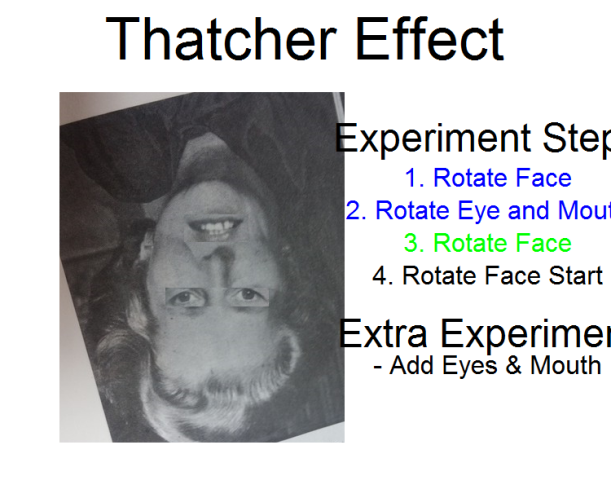 Thatcher Effect
Experiment Step
1. Rotate Face
2. Rotate Eye and Mout
3. Rotate Face
4. Rotate Face Start
Extra Experimen
- Add Eyes & Mouth